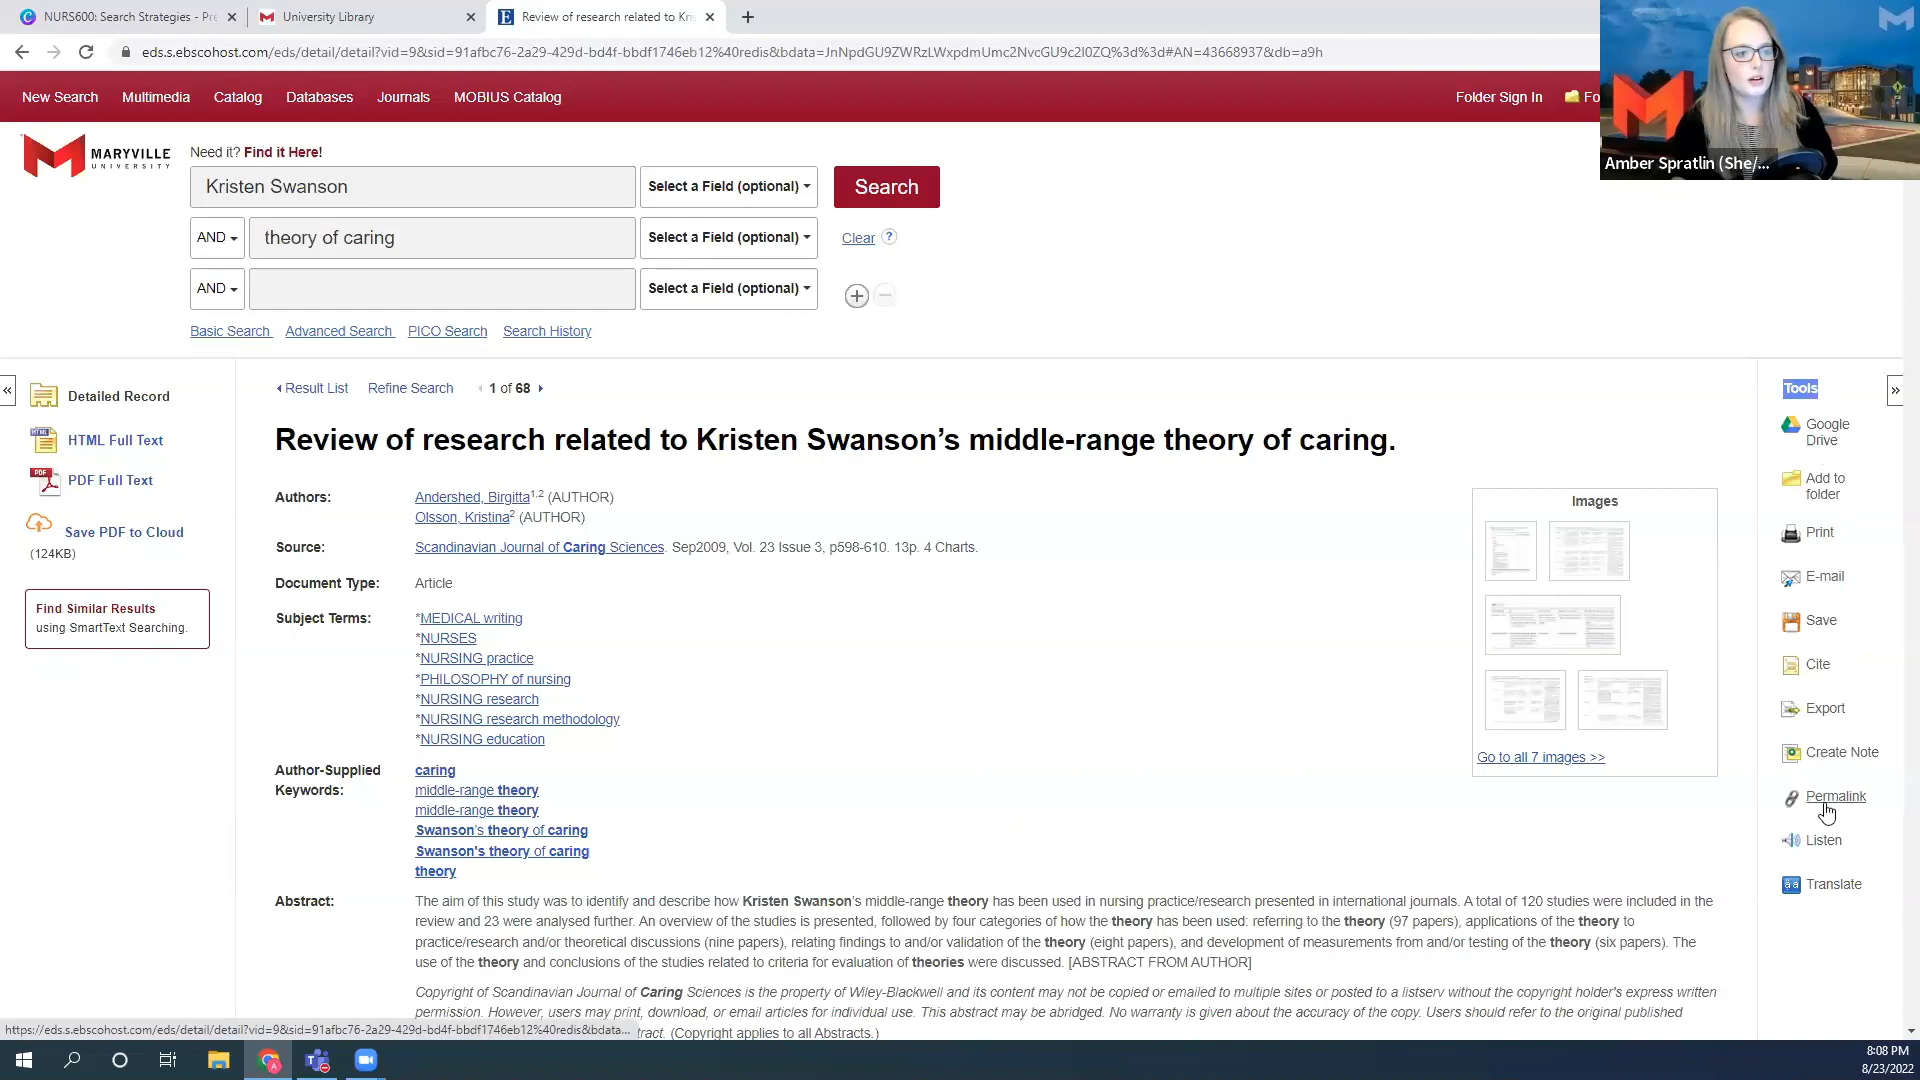 NURS600: Search Strategies - Pre
University Library
Review of research related to Kris
eds.s.ebscohost.com/eds/detail/detail?vid=9&sid=91afbc76-2a29-429d-bd4f-bbdf1746eb12%40redis&bdata=JnNpdGU9ZWRzLWxpdmUmc2NvcGU9c2l0ZQ%3d%3d#AN=43668937&db=a9h
New Search Multimedia Catalog Databases Journals MOBIUS Catalog
Folder Sign In Fo
Amber Spratlin (She/...
MARYVILLE
UNIVERSITY
Need it? Find it Here!
Kristen Swanson Select a Field (optional) Search
AND theory of caring Select a Field (optional) Clear ?
AND Select a Field (optional)
Basic Search Advanced Search PICO Search Search History
« Detailed Record
HTML Full Text
PDF Full Text
Save PDF to Cloud
(124KB)
Find Similar Results
using SmartText Searching.
Result List Refine Search 1 of 68
Review of research related to Kristen Swanson's middle-range theory of caring.
Authors: Andershed, Birgitta1,2 (AUTHOR)
Olsson, Kristina2 (AUTHOR)
Source: Scandinavian Journal of Caring Sciences. Sep2009, Vol. 23 Issue 3, p598-610. 13p. 4 Charts.
Document Type: Article
Subject Terms: *MEDICAL writing
*NURSES
*NURSING practice
*PHILOSOPHY of nursing
*NURSING research
*NURSING research methodology
*NURSING education
Author-Supplied caring
Keywords: middle-range theory
middle-range theory
Swanson's theory of caring
Swanson's theory of caring
theory
Abstract: The aim of this study was to identify and describe how Kristen Swanson's middle-range theory has been used in nursing practice/research presented in international journals. A total of 120 studies were included in the
review and 23 were analysed further. An overview of the studies is presented, followed by four categories of how the theory has been used: referring to the theory (97 papers), applications of the theory to
practice/research and/or theoretical discussions (nine papers), relating findings to and/or validation of the theory (eight papers), and development of measurements from and/or testing of the theory (six papers). The
use of the theory and conclusions of the studies related to criteria for evaluation of theories were discussed. [ABSTRACT FROM AUTHOR]
Copyright of Scandinavian Journal of Caring Sciences is the property of Wiley-Blackwell and its content may not be copied or emailed to multiple sites or posted to a listserv without the copyright holder's express written
permission. However, users may print, download, or email articles for individual use. This abstract may be abridged. No warranty is given about the accuracy of the copy. Users should refer to the original published
tract. (Copyright applies to all Abstracts.)
Images
Go to all 7 images >>
Tools »
Google
Drive
Add to
folder
Print
E-mail
Save
Cite
Export
Create Note
Permalink
Listen
Translate
https://eds.s.ebscohost.com/eds/detail/detail?vid=9&sid=91afbc76-2a29-429d-bd4f-bbdf1746eb12%40redis&bdata...
8:08 PM
8/23/2022